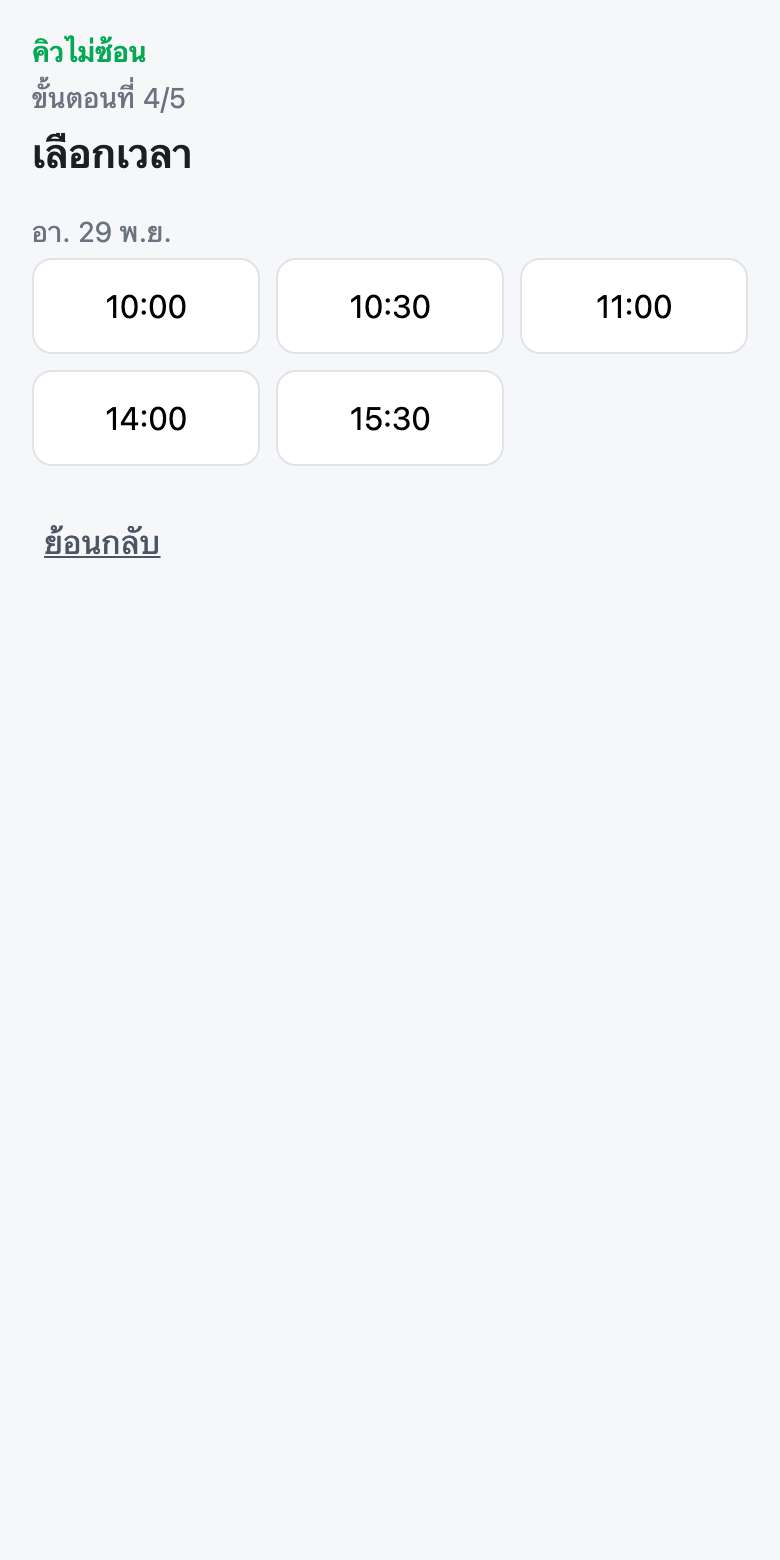 คิวไม่ซ้อน
ขั้นตอนที่ 4/5
เลือกเวลา
อา. 29 พ.ย.
10:00 10:30 11:00
14:00 15:30
ย้อนกลับ